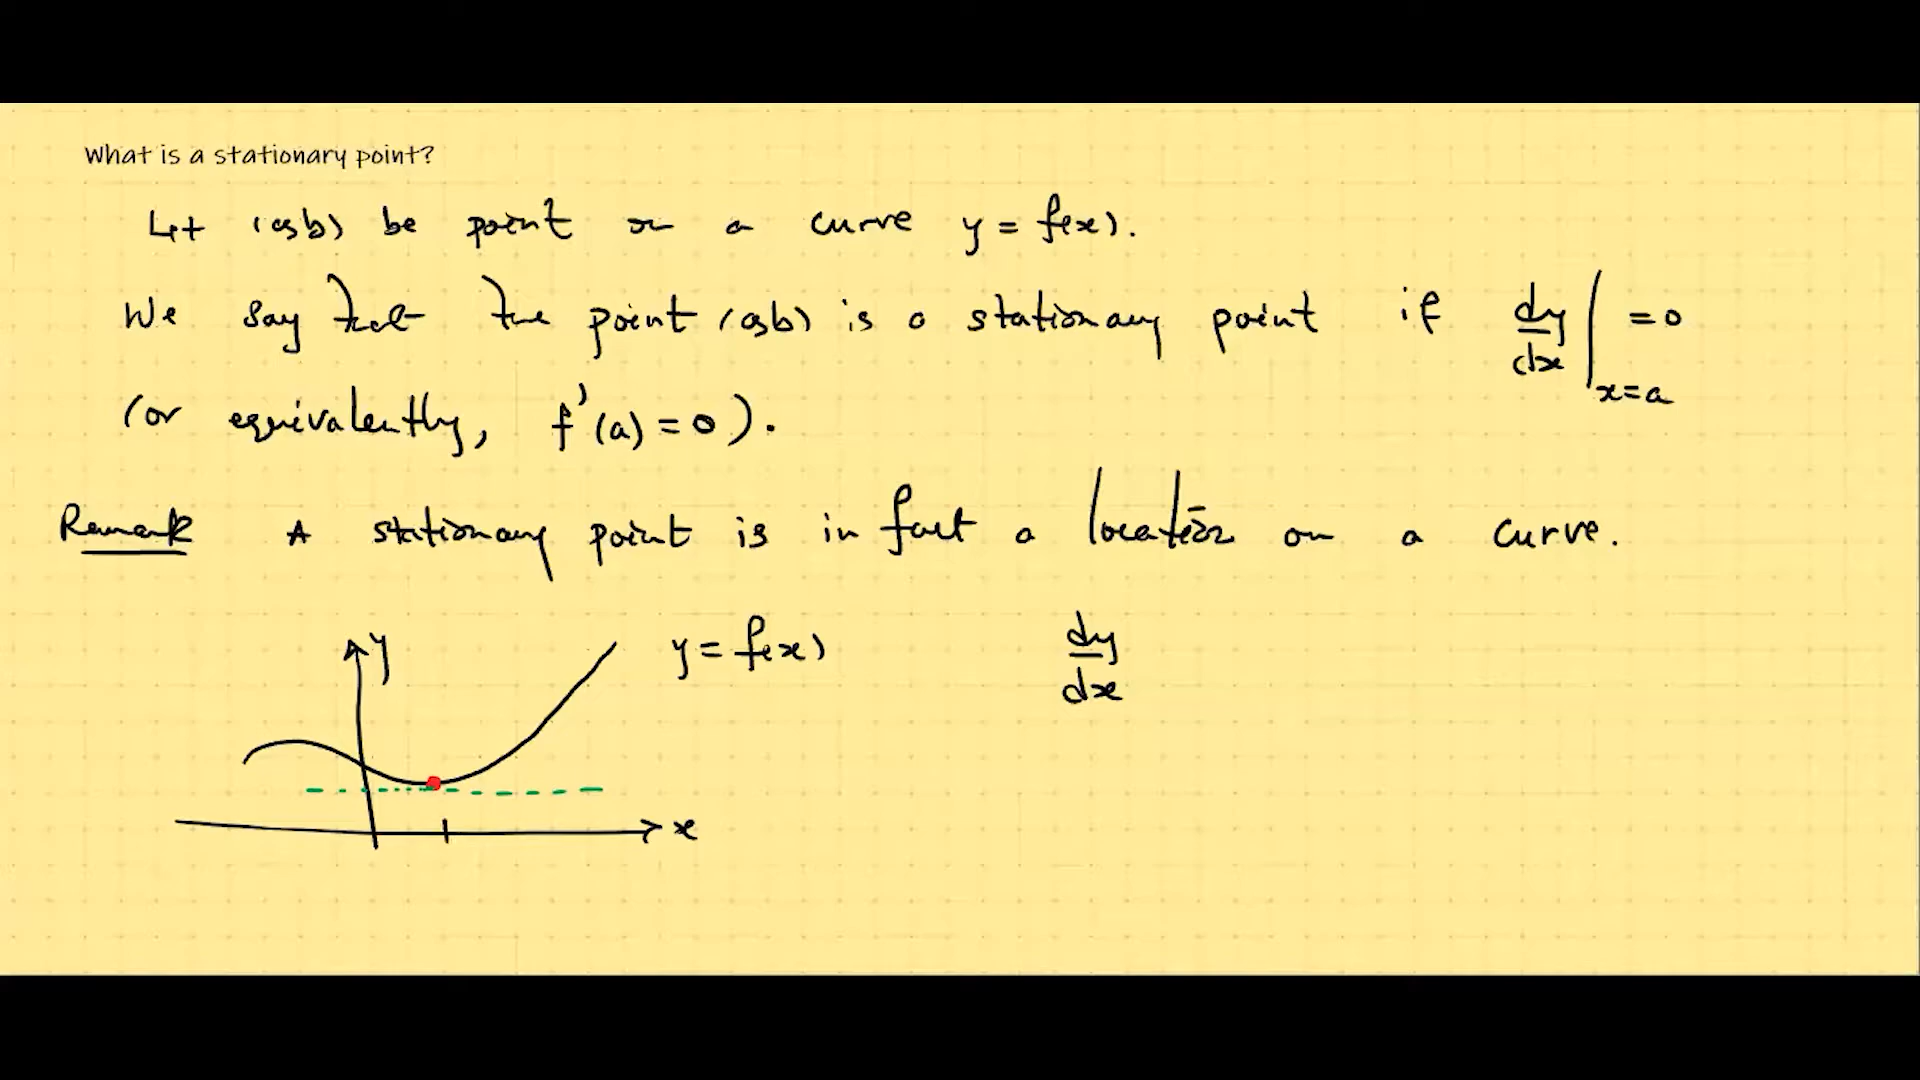 What is a stationary point?
Let (a,b) be point on a curve y = f(x).
We say that the point (a,b) is a stationary point if dy/dx | = 0
x=a
(or equivalently, f'(a) = 0).
Remark A stationary point is in fact a location on a curve.
y y = f(x) dy/dx
x